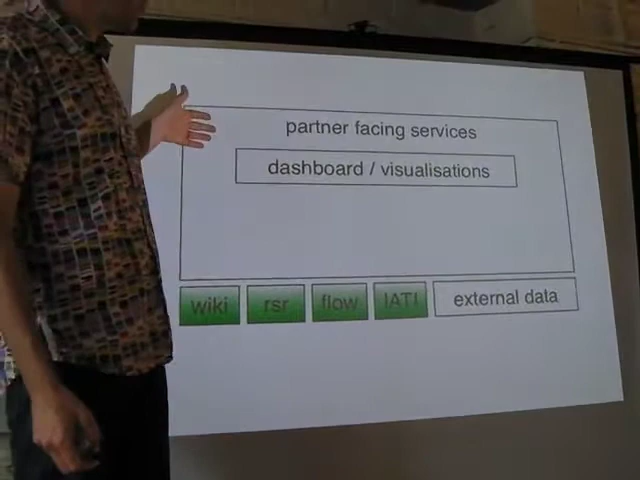 partner facing services
dashboard / visualisations
wiki rsr flow IATI external data